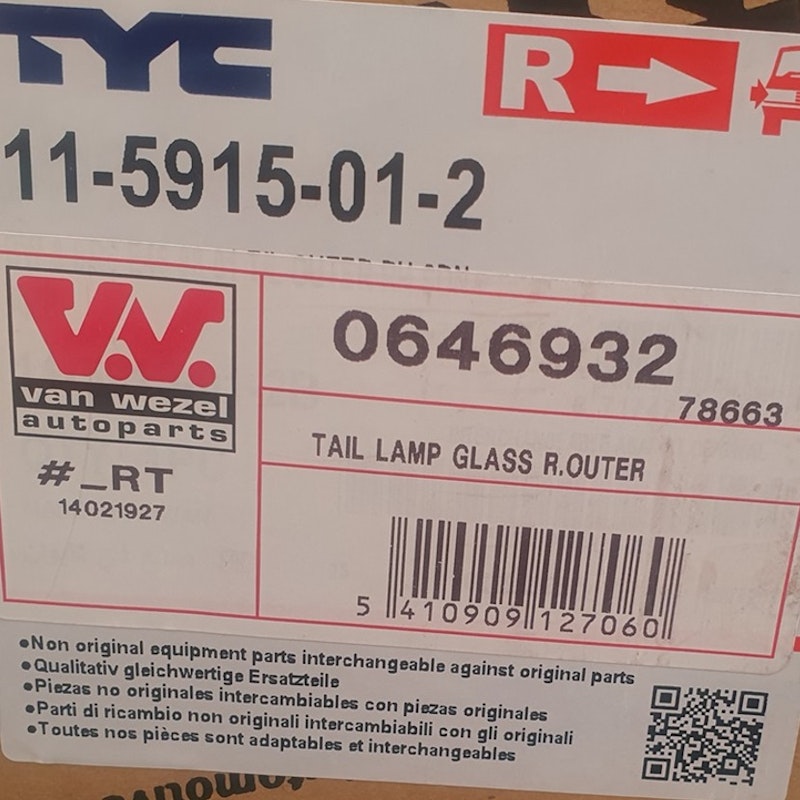 TYC
R
11-5915-01-2
V.W.
van wezel
autoparts
#_RT
14021927
0646932
78663
TAIL LAMP GLASS R.OUTER
5 410909 127060
•Non original equipment parts interchangeable against original parts
•Qualitativ gleichwertige Ersatzteile
•Piezas no originales intercambiables con piezas originales
•Parti di ricambio non originali intercambiabili con gli originali
•Toutes nos pièces sont adaptables et interchangeables